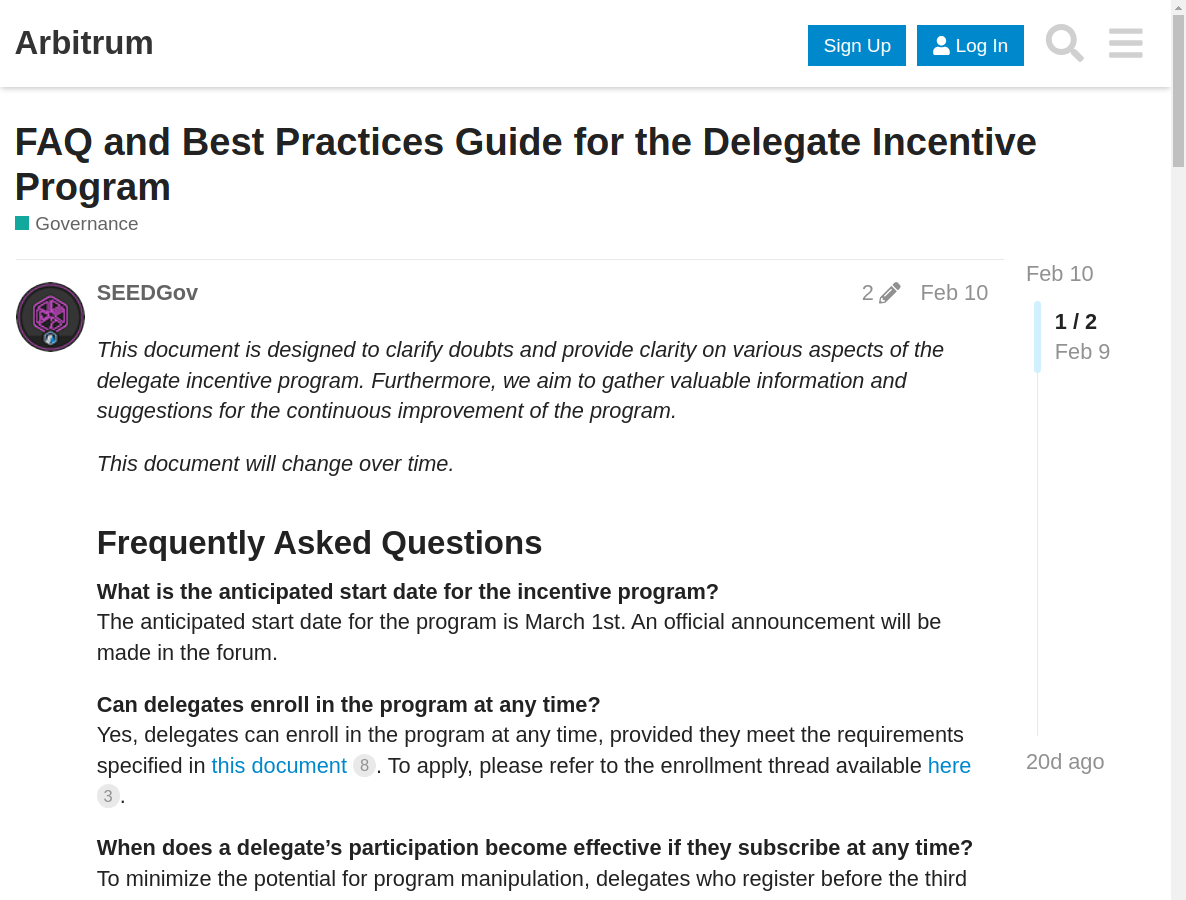 Arbitrum
Sign Up
Log In
FAQ and Best Practices Guide for the Delegate Incentive
Program
Governance
SEEDGov
2
Feb 10
This document is designed to clarify doubts and provide clarity on various aspects of the
delegate incentive program. Furthermore, we aim to gather valuable information and
suggestions for the continuous improvement of the program.
This document will change over time.
Frequently Asked Questions
What is the anticipated start date for the incentive program?
The anticipated start date for the program is March 1st. An official announcement will be
made in the forum.
Can delegates enroll in the program at any time?
Yes, delegates can enroll in the program at any time, provided they meet the requirements
specified in this document 8. To apply, please refer to the enrollment thread available here
3.
When does a delegate’s participation become effective if they subscribe at any time?
To minimize the potential for program manipulation, delegates who register before the third
Feb 10
1 / 2
Feb 9
20d ago